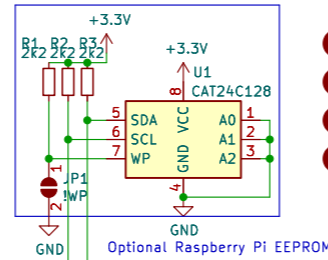 +3.3V
R1 R2 R3
2k2 2k2 2k2
+3.3V
U1
CAT24C128
8
VCC
5 SDA A0 1
6 SCL A1 2
7 WP A2 3
GND
4
JP1
!WP
1
2
GND
GND
Optional Raspberry Pi EEPROM